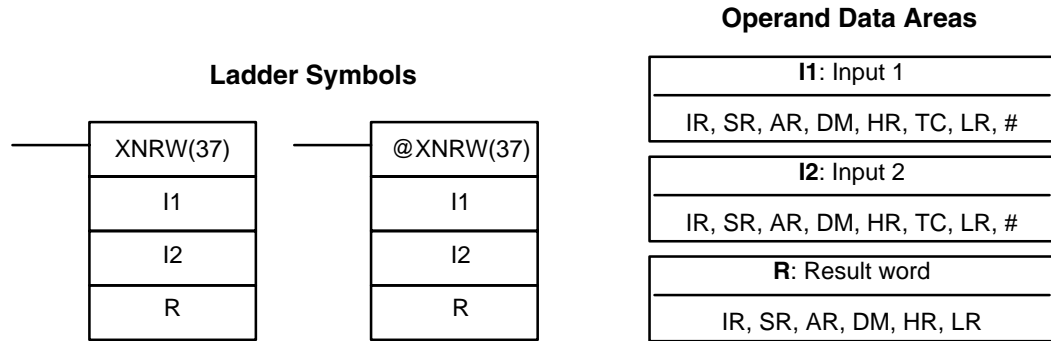 Ladder Symbols
XNRW(37)
I1
I2
R
@XNRW(37)
I1
I2
R
Operand Data Areas
I1: Input 1
IR, SR, AR, DM, HR, TC, LR, #
I2: Input 2
IR, SR, AR, DM, HR, TC, LR, #
R: Result word
IR, SR, AR, DM, HR, LR